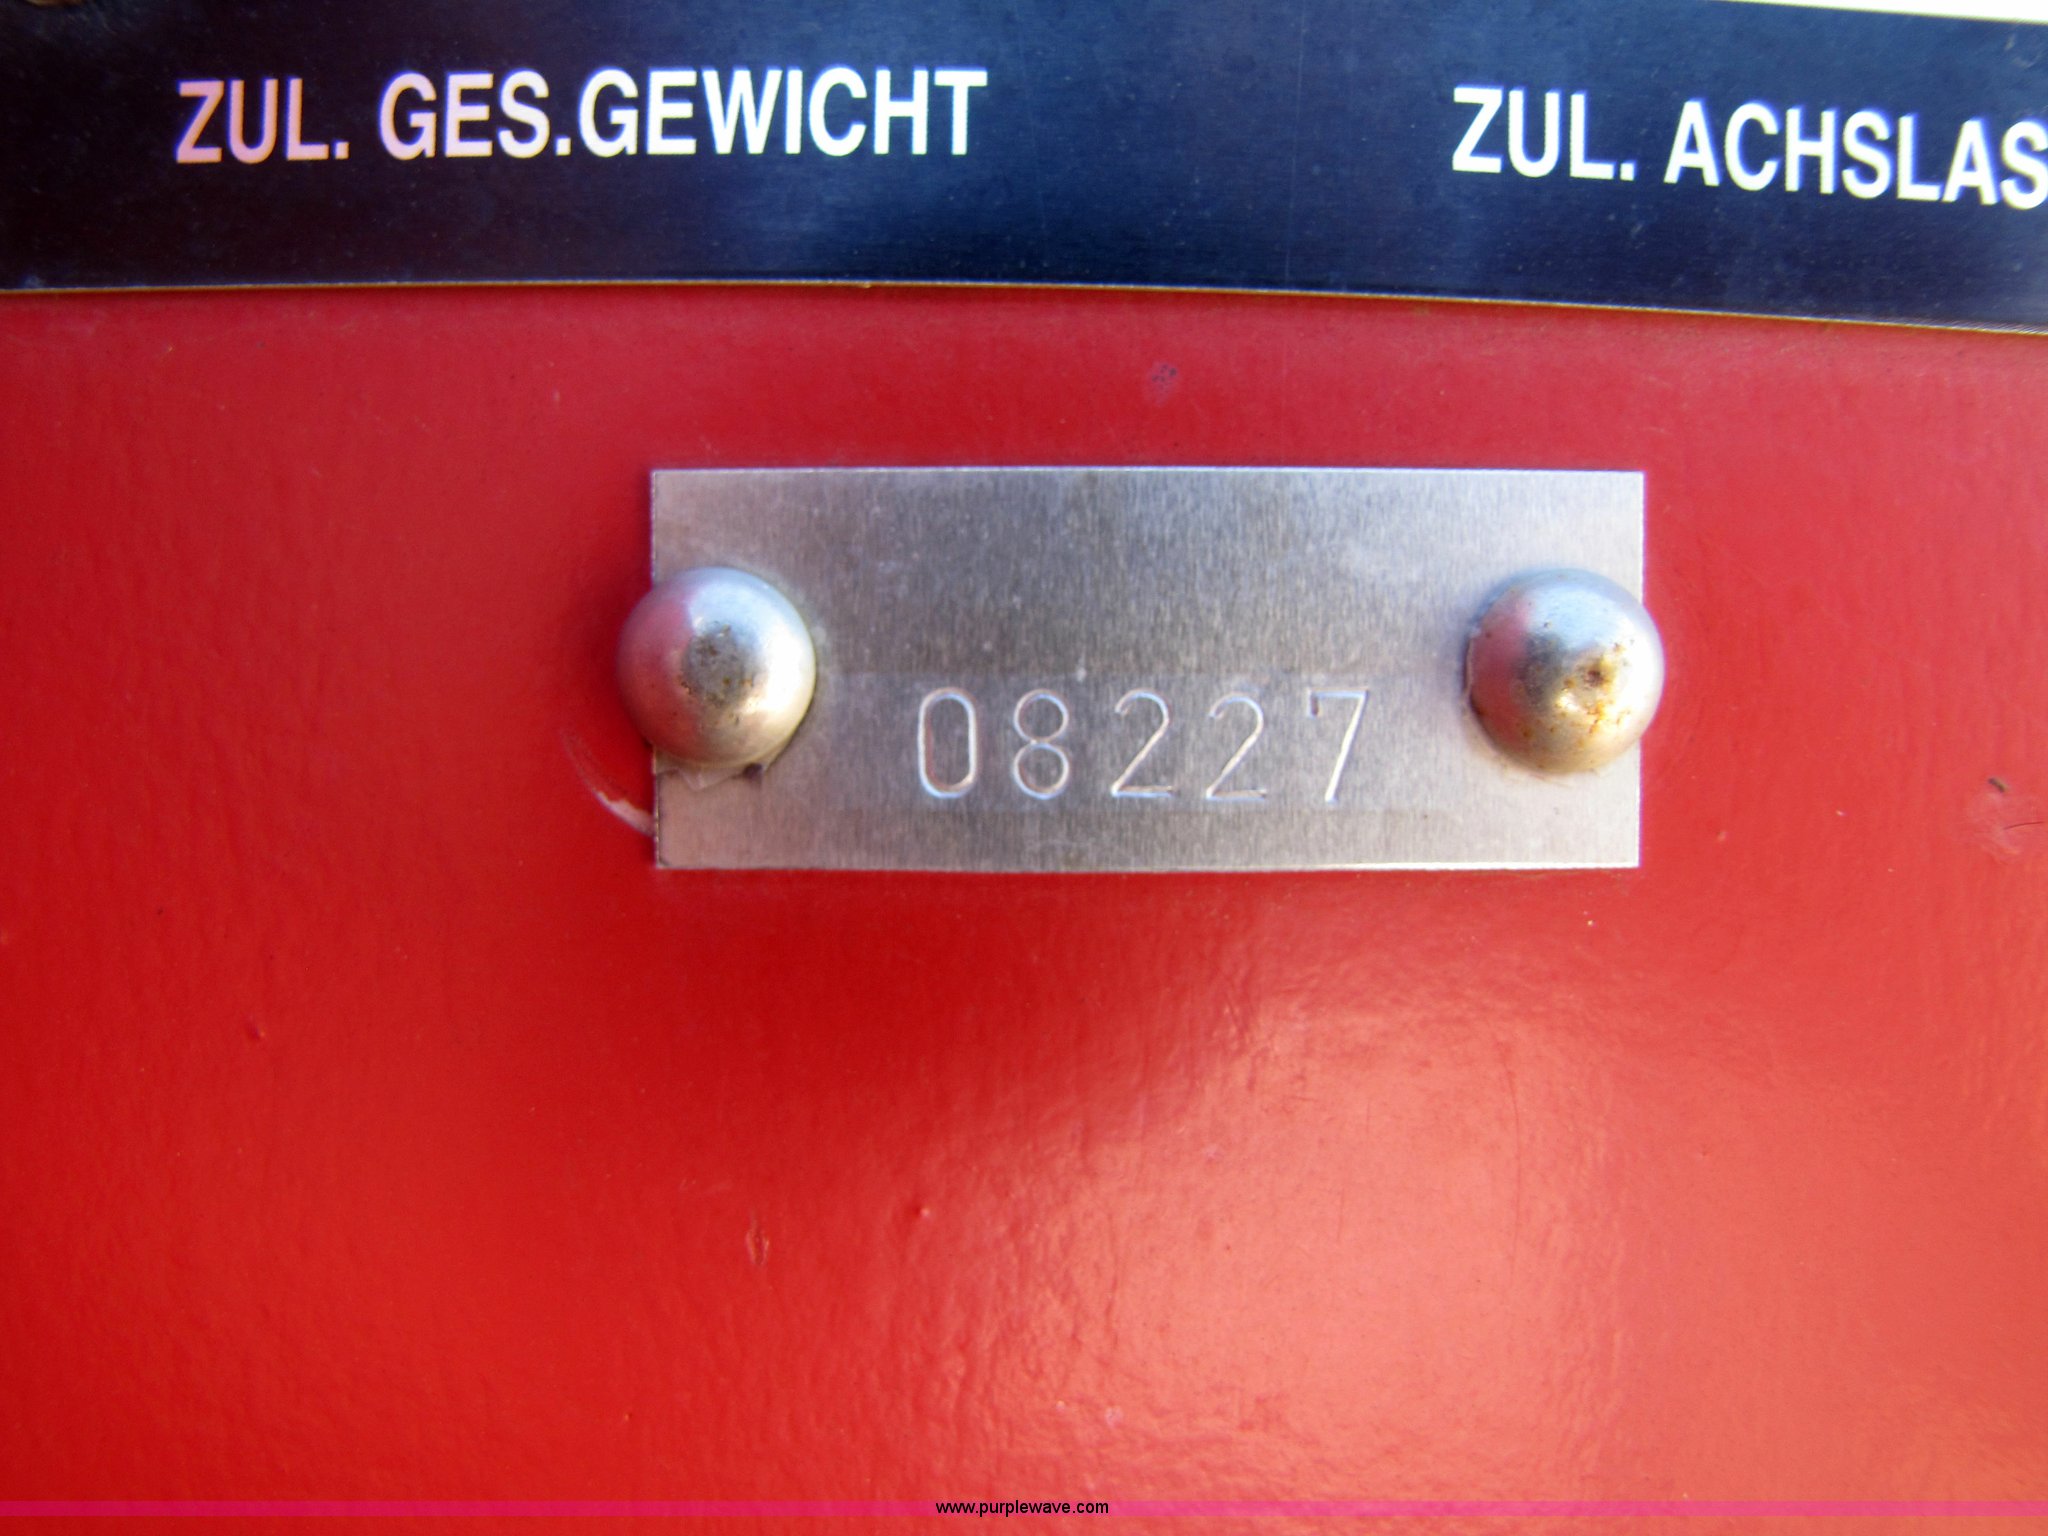 ZUL. GES.GEWICHT
ZUL. ACHSLAS
08227
www.purplewave.com